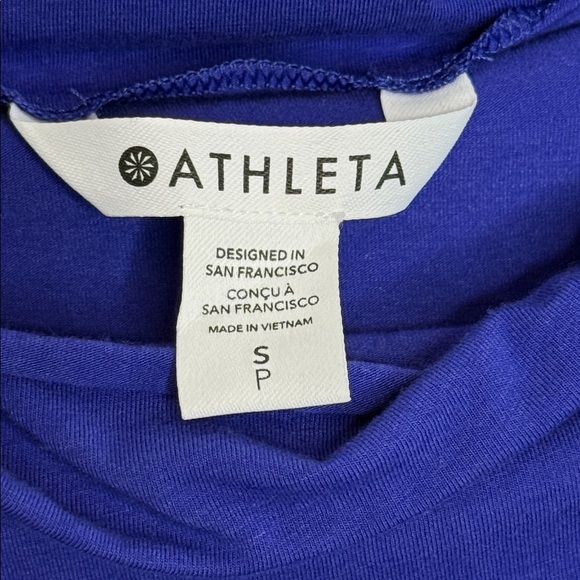 ATHLETA
DESIGNED IN
SAN FRANCISCO
CONÇU À
SAN FRANCISCO
MADE IN VIETNAM
S
P